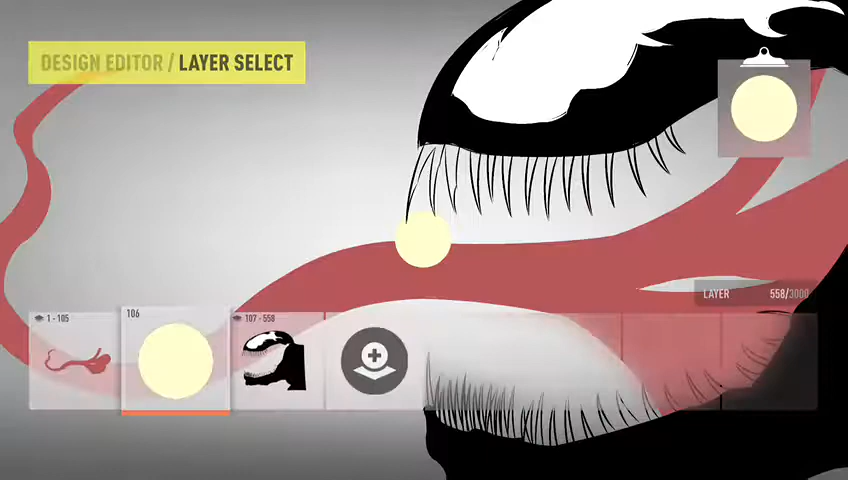 DESIGN EDITOR / LAYER SELECT
LAYER 558/3000
1 - 105
106
107 - 558